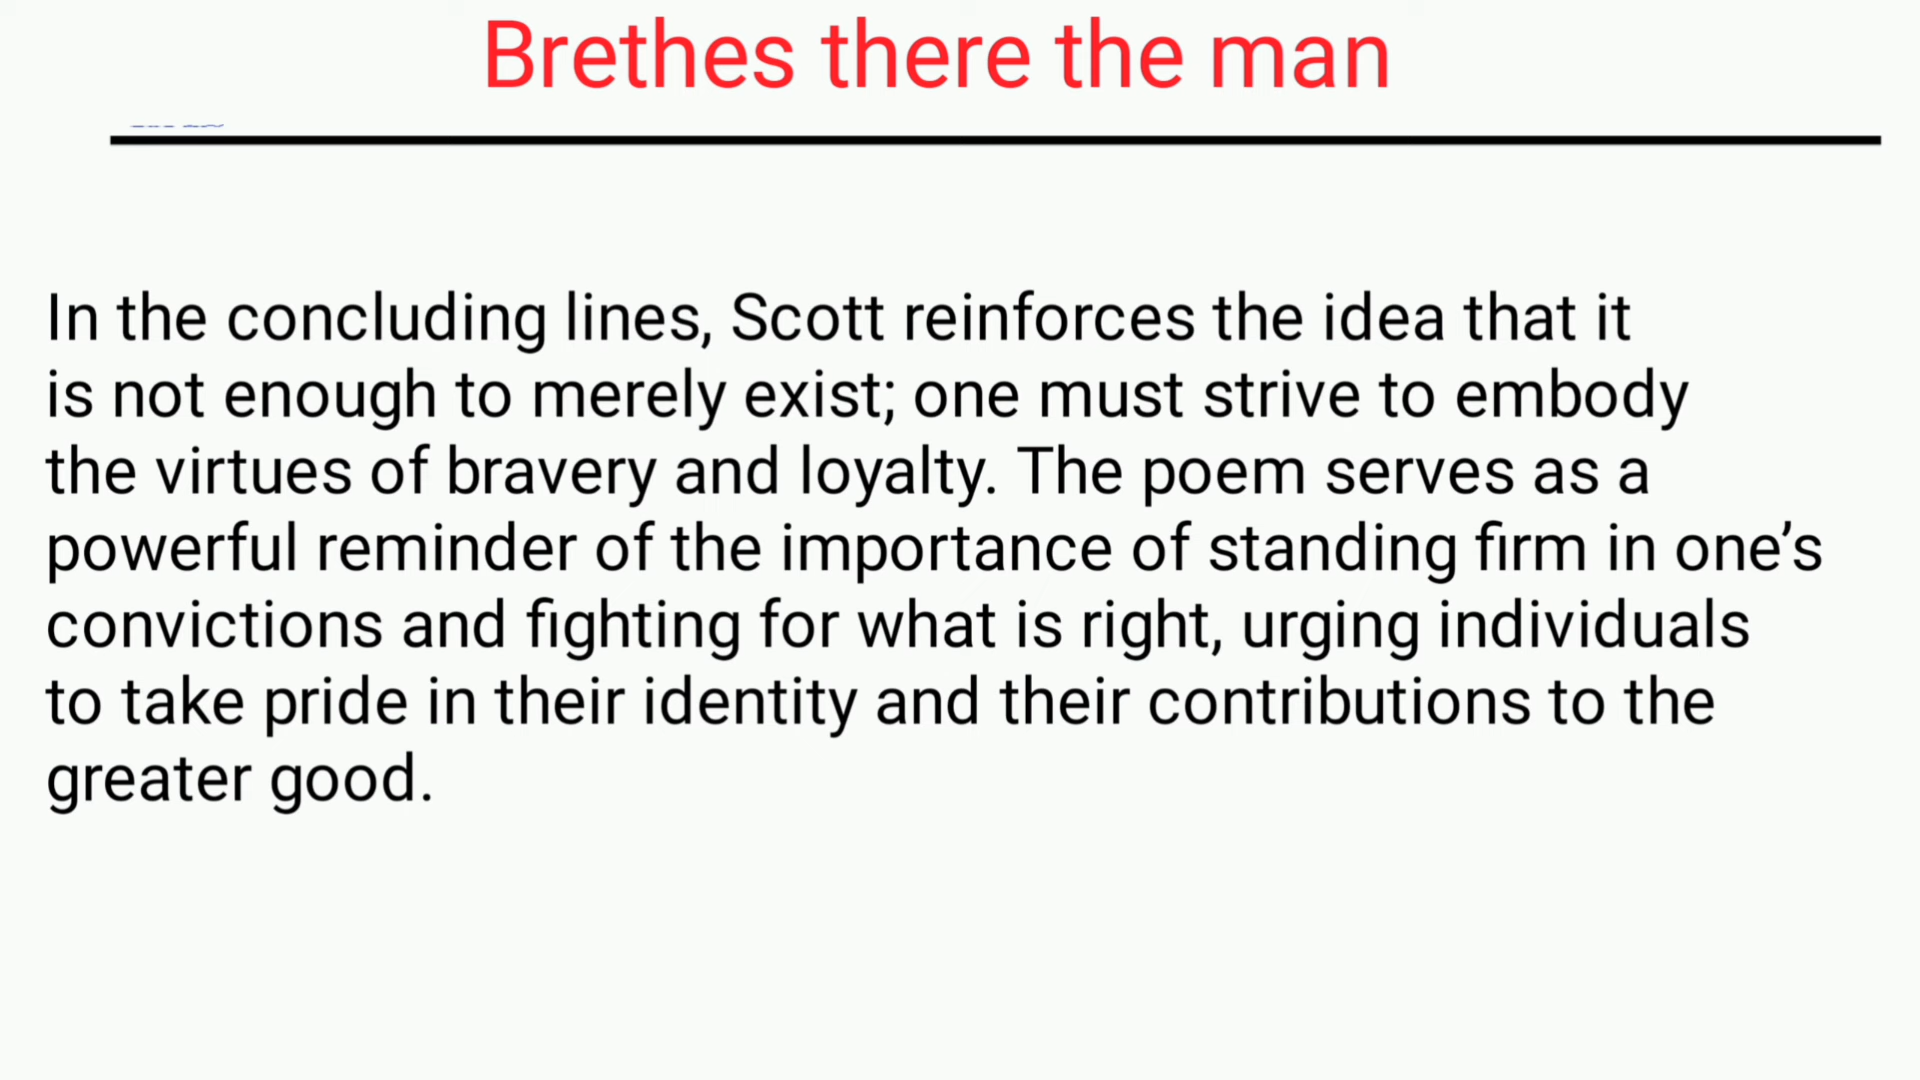 Brethes there the man
In the concluding lines, Scott reinforces the idea that it
is not enough to merely exist; one must strive to embody
the virtues of bravery and loyalty. The poem serves as a
powerful reminder of the importance of standing firm in one’s
convictions and fighting for what is right, urging individuals
to take pride in their identity and their contributions to the
greater good.